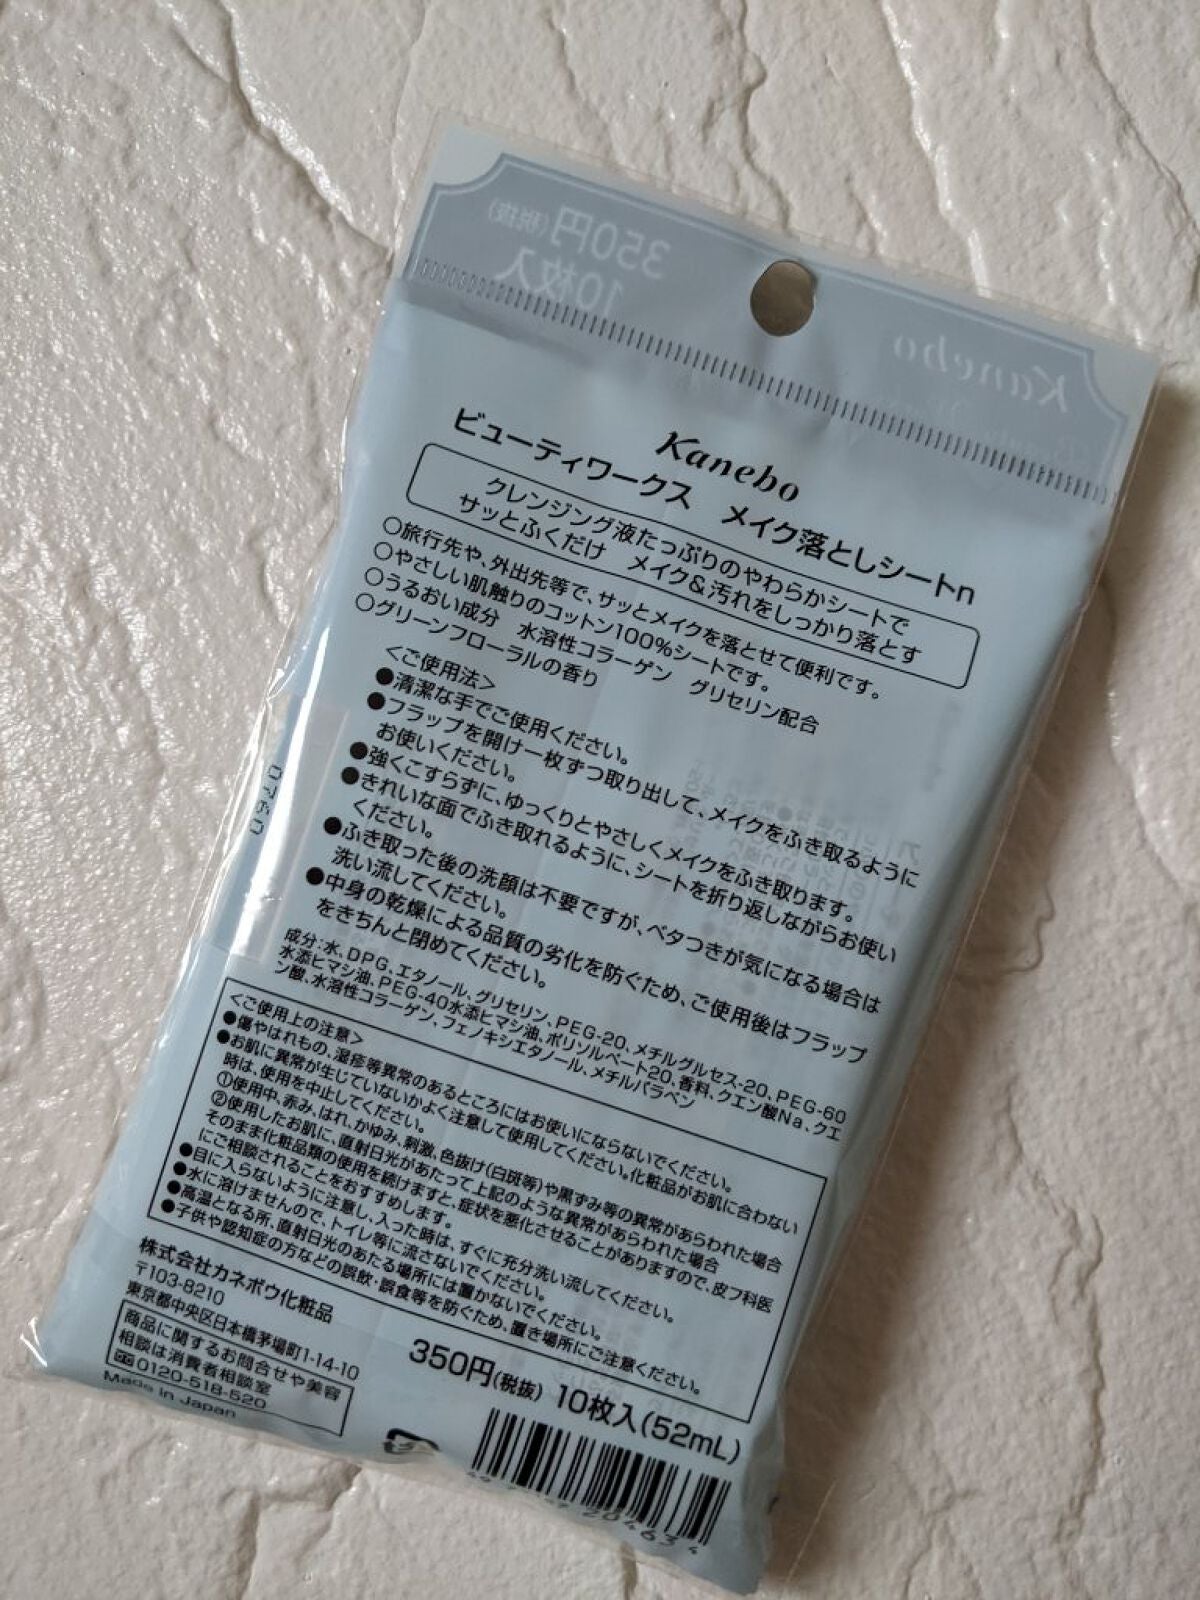 Kanebo
ビューティワークス　メイク落としシートn
クレンジング液たっぷりのやわらかシートで
サッとふくだけ　メイク&汚れをしっかり落とす
○旅行先や、外出先等で、サッとメイクを落とせて便利です。
○やさしい肌触りのコットン100%シートです。
○うるおい成分　水溶性コラーゲン　グリセリン配合
○グリーンフローラルの香り
<ご使用法>
●清潔な手でご使用ください。
●フラップを開け一枚ずつ取り出して、メイクをふき取るように
お使いください。
●強くこすらずに、ゆっくりとやさしくメイクをふき取ります。
●きれいな面でふき取れるように、シートを折り返しながらお使い
ください。
●ふき取った後の洗顔は不要ですが、ベタつきが気になる場合は
洗い流してください。
●中身の乾燥による品質の劣化を防ぐため、ご使用後はフラップ
をきちんと閉めてください。
成分:水、DPG、エタノール、グリセリン、PEG-20、メチルグルセス-20、PEG-60
水添ヒマシ油、PEG-40水添ヒマシ油、ポリソルベート20、香料、クエン酸Na、クエ
ン酸、水溶性コラーゲン、フェノキシエタノール、メチルパラベン
<ご使用上の注意>
●傷やはれもの、湿疹等異常のあるところにはお使いにならないでください。
●お肌に異常が生じていないかよく注意して使用してください。化粧品がお肌に合わない
時は、使用を中止してください。
①使用中、赤み、はれ、かゆみ、刺激、色抜け(白斑等)や黒ずみ等の異常があらわれた場合
②使用したお肌に、直射日光があたって上記のような異常があらわれた場合
そのまま化粧品類の使用を続けますと、症状を悪化させることがありますので、皮フ科医
にご相談されることをおすすめします。
●目に入らないように注意し、入った時は、すぐに充分洗い流してください。
●水に溶けませんので、トイレ等に流さないでください。
●高温となる所、直射日光のあたる場所には置かないでください。
●子供や認知症の方などの誤飲・誤食等を防ぐため、置き場所にご注意ください。
株式会社カネボウ化粧品
〒103-8210
東京都中央区日本橋茅場町1-14-10
商品に関するお問合せや美容
相談は消費者相談室
0120-518-520
Made in Japan
350円(税抜) 10枚入(52mL)